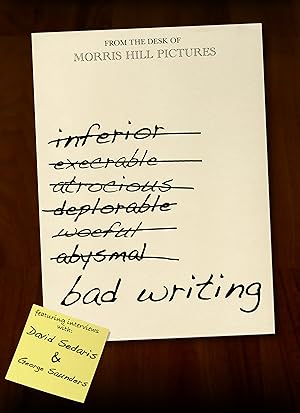 FROM THE DESK OF
MORRIS HILL PICTURES
inferior
execrable
atrocious
deplorable
woeful
abysmal
bad writing
featuring interviews
with:
David Sedaris
&
George Saunders